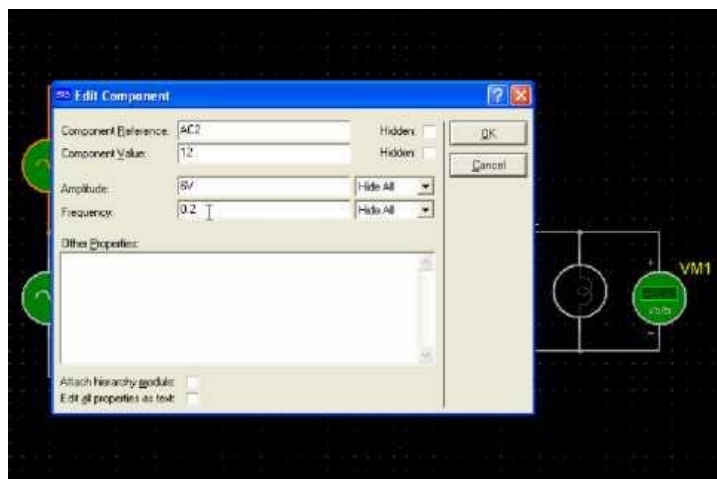 Edit Component
Component Reference: AC2 Hidden:
Component Value: 12 Hidden:
OK
Cancel
Amplitude: 6V Hide All
Frequency: 0.2 Hide All
Other Properties:
VM1
Volts
Attach hierarchy module:
Edit all properties as text: